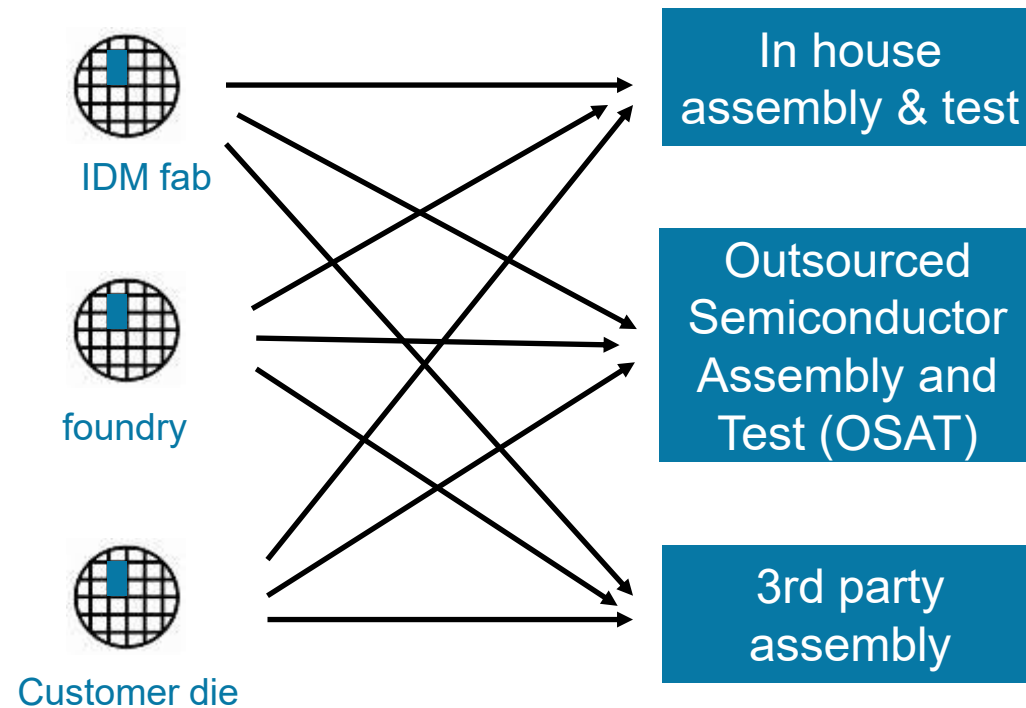 In house
assembly & test
IDM fab
Outsourced
Semiconductor
Assembly and
Test (OSAT)
foundry
3rd party
assembly
Customer die